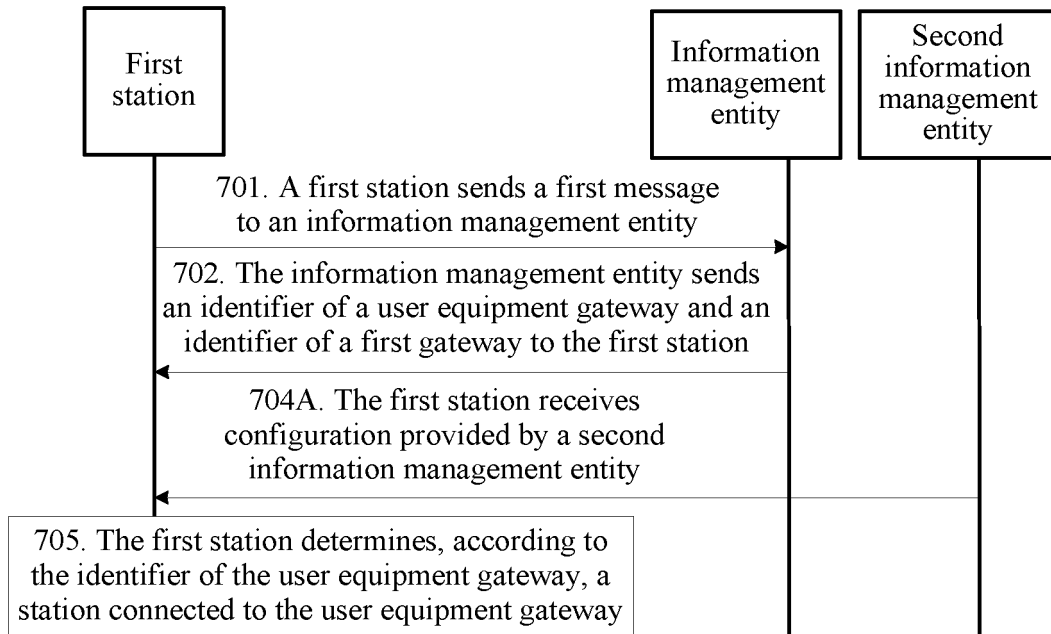 First
station
Information
management
entity
Second
information
management
entity
701. A first station sends a first message
to an information management entity
702. The information management entity sends
an identifier of a user equipment gateway and an
identifier of a first gateway to the first station
704A. The first station receives
configuration provided by a second
information management entity
705. The first station determines, according to
the identifier of the user equipment gateway, a
station connected to the user equipment gateway